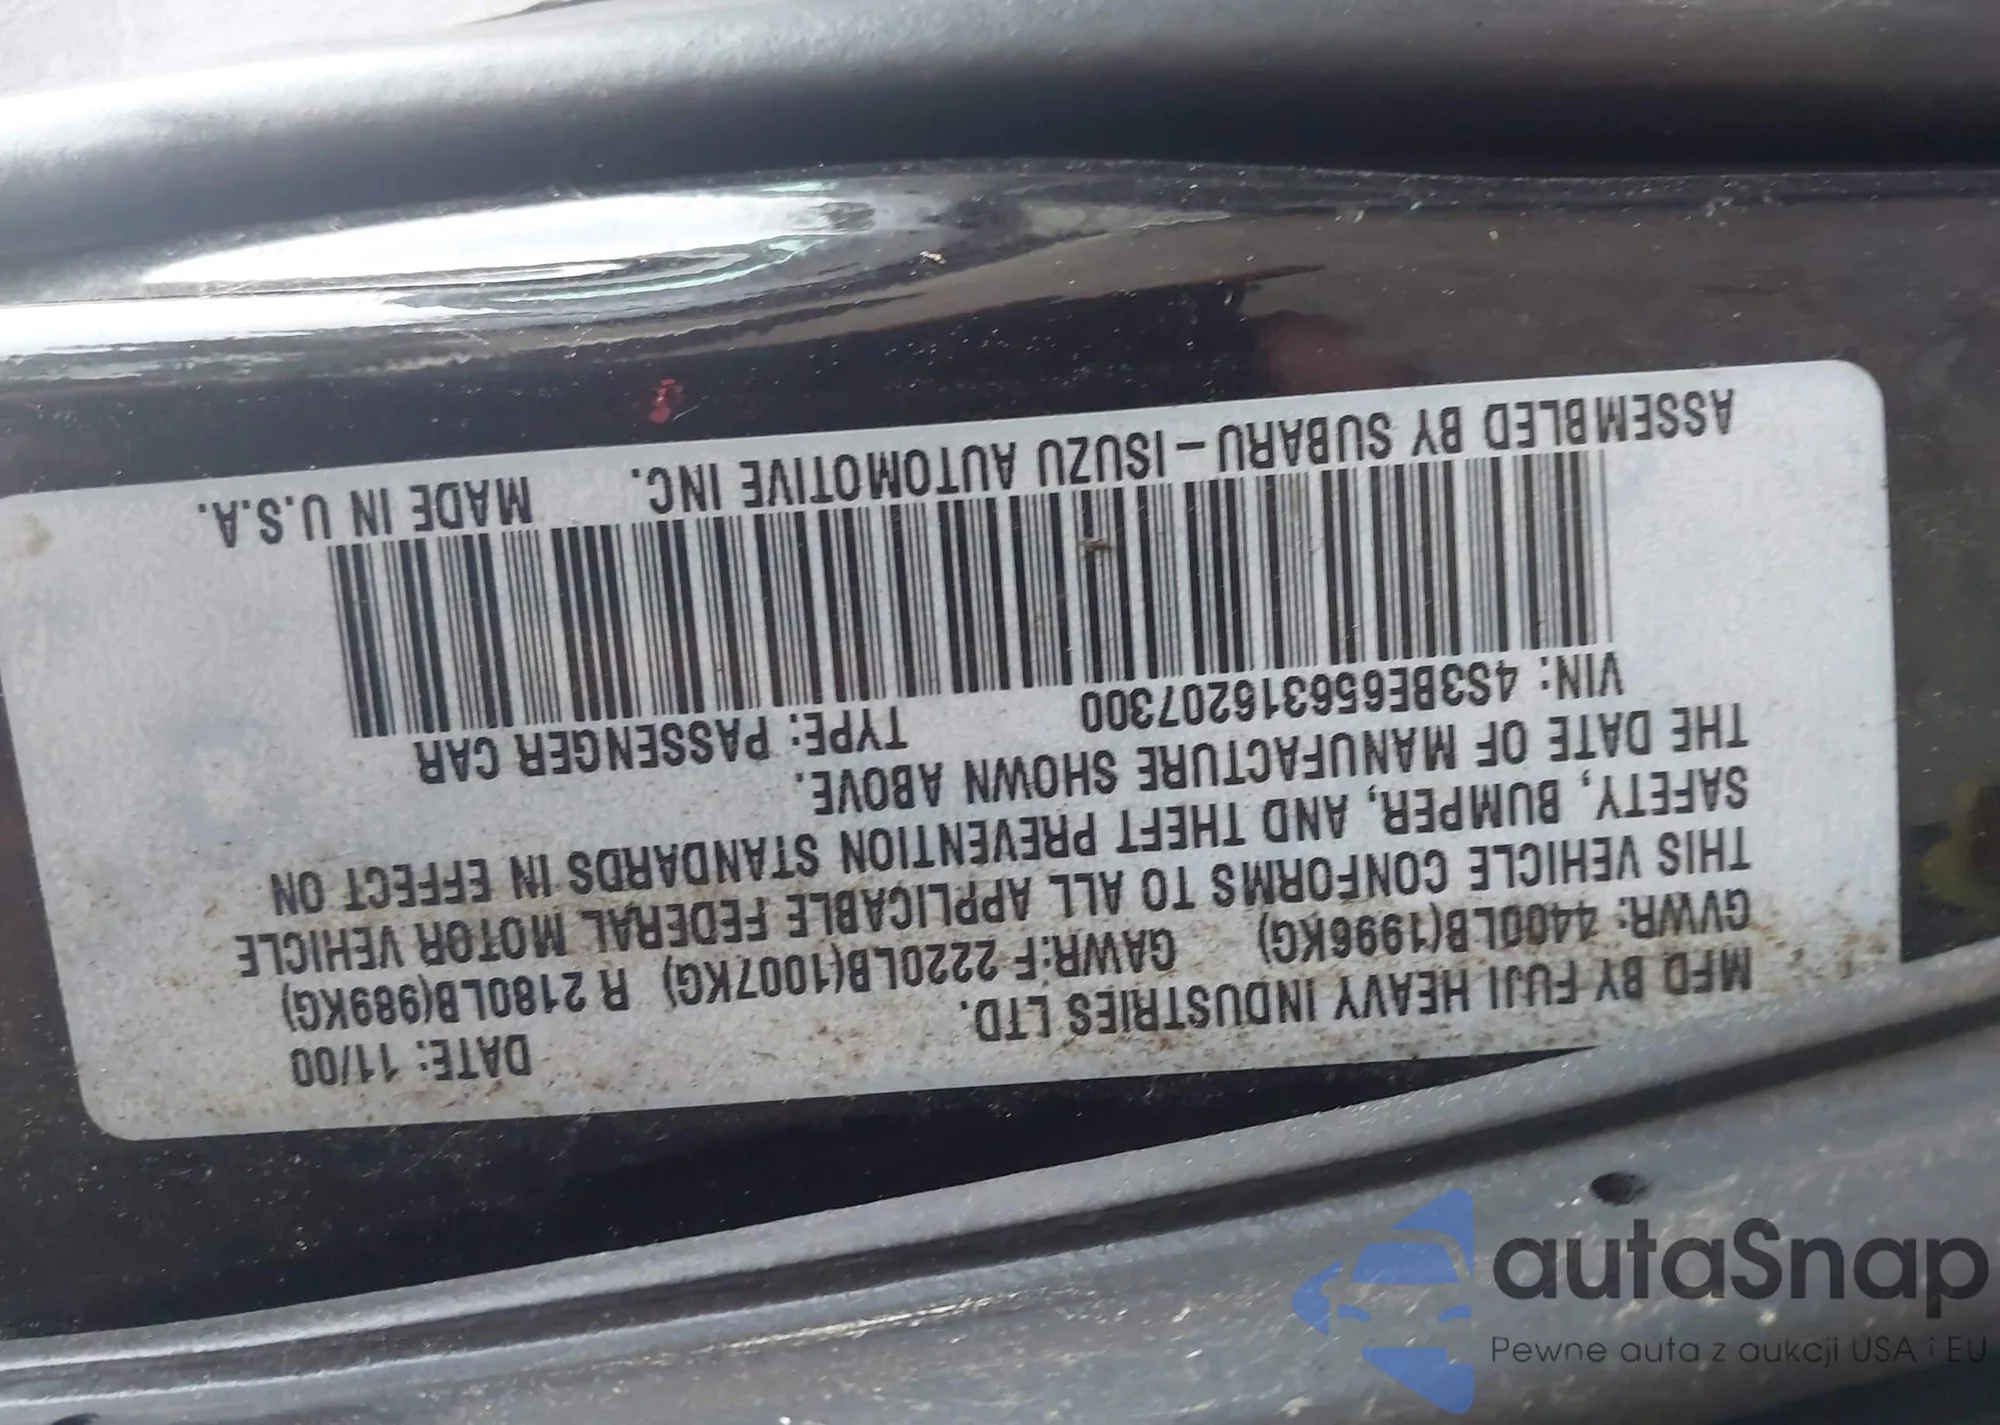 MFD BY FUJI HEAVY INDUSTRIES LTD. DATE: 11/00
GVWR: 4400LB(1996KG) GAWR:F 2220LB(1007KG) R 2180LB(989KG)
THIS VEHICLE CONFORMS TO ALL APPLICABLE FEDERAL MOTOR VEHICLE
SAFETY, BUMPER, AND THEFT PREVENTION STANDARDS IN EFFECT ON
THE DATE OF MANUFACTURE SHOWN ABOVE.
VIN: 4S3BE656316207300 TYPE: PASSENGER CAR
ASSEMBLED BY SUBARU-ISUZU AUTOMOTIVE INC. MADE IN U.S.A.
autaSnap
Pewne auta z aukcji USA i EU